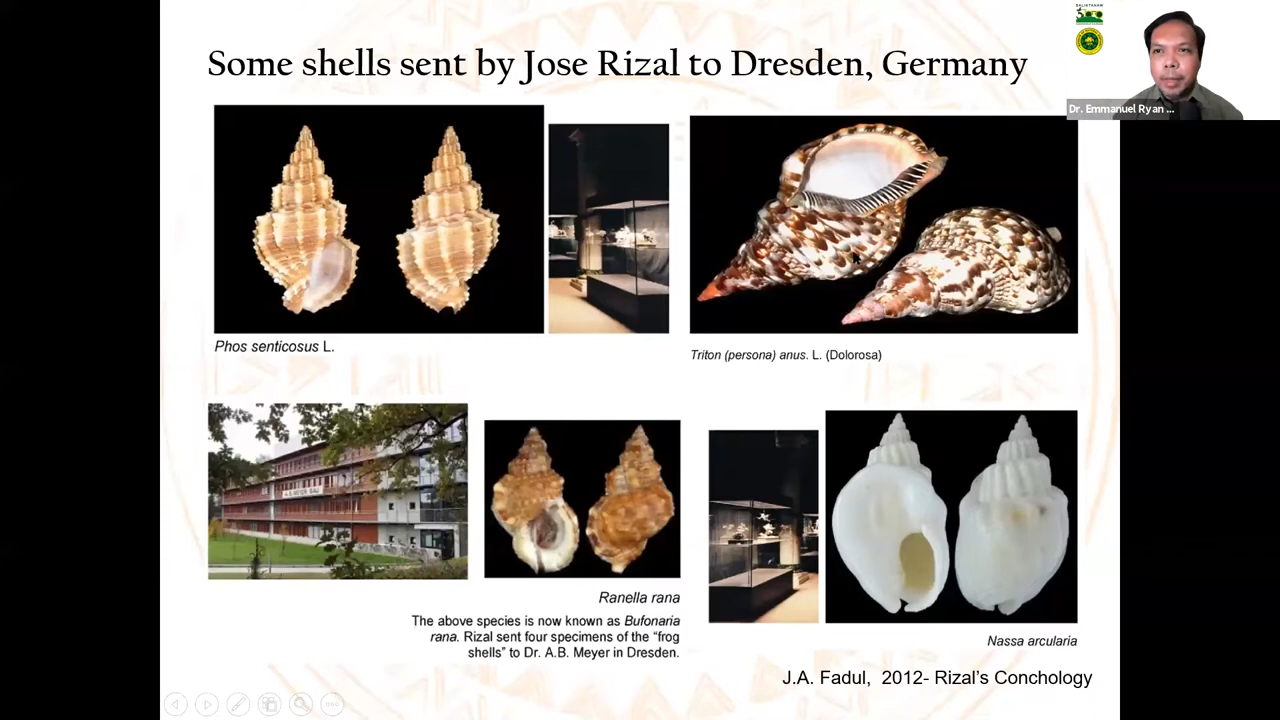 Some shells sent by Jose Rizal to Dresden, Germany
Dr. Emmanuel Ryan ...
Phos senticosus L.
Triton (persona) anus. L. (Dolorosa)
Ranella rana
The above species is now known as Bufonaria
rana. Rizal sent four specimens of the “frog
shells” to Dr. A.B. Meyer in Dresden.
Nassa arcularia
J.A. Fadul,  2012- Rizal’s Conchology